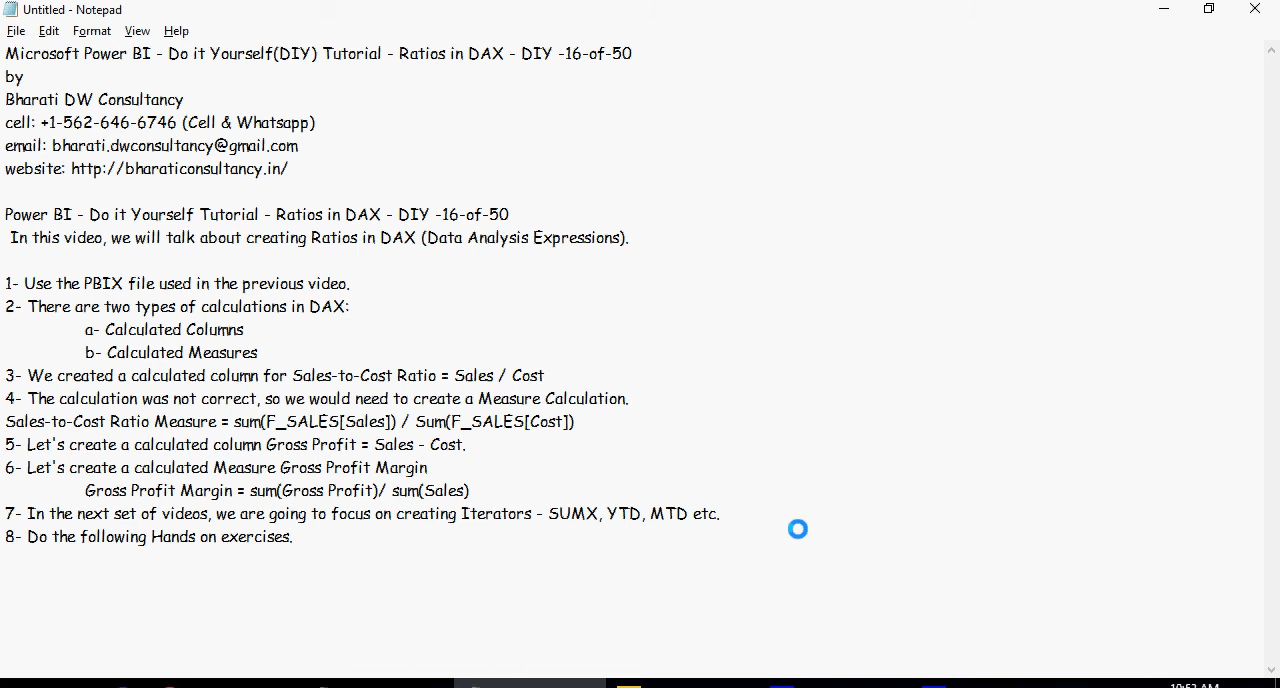 Untitled - Notepad
File Edit Format View Help
Microsoft Power BI - Do it Yourself(DIY) Tutorial - Ratios in DAX - DIY -16-of-50
by
Bharati DW Consultancy
cell: +1-562-646-6746 (Cell & Whatsapp)
email: bharati.dwconsultancy@gmail.com
website: http://bharaticonsultancy.in/
Power BI - Do it Yourself Tutorial - Ratios in DAX - DIY -16-of-50
In this video, we will talk about creating Ratios in DAX (Data Analysis Expressions).
1- Use the PBIX file used in the previous video.
2- There are two types of calculations in DAX:
a- Calculated Columns
b- Calculated Measures
3- We created a calculated column for Sales-to-Cost Ratio = Sales / Cost
4- The calculation was not correct, so we would need to create a Measure Calculation.
Sales-to-Cost Ratio Measure = sum(F_SALES[Sales]) / Sum(F_SALES[Cost])
5- Let's create a calculated column Gross Profit = Sales - Cost.
6- Let's create a calculated Measure Gross Profit Margin
Gross Profit Margin = sum(Gross Profit)/ sum(Sales)
7- In the next set of videos, we are going to focus on creating Iterators - SUMX, YTD, MTD etc.
8- Do the following Hands on exercises.